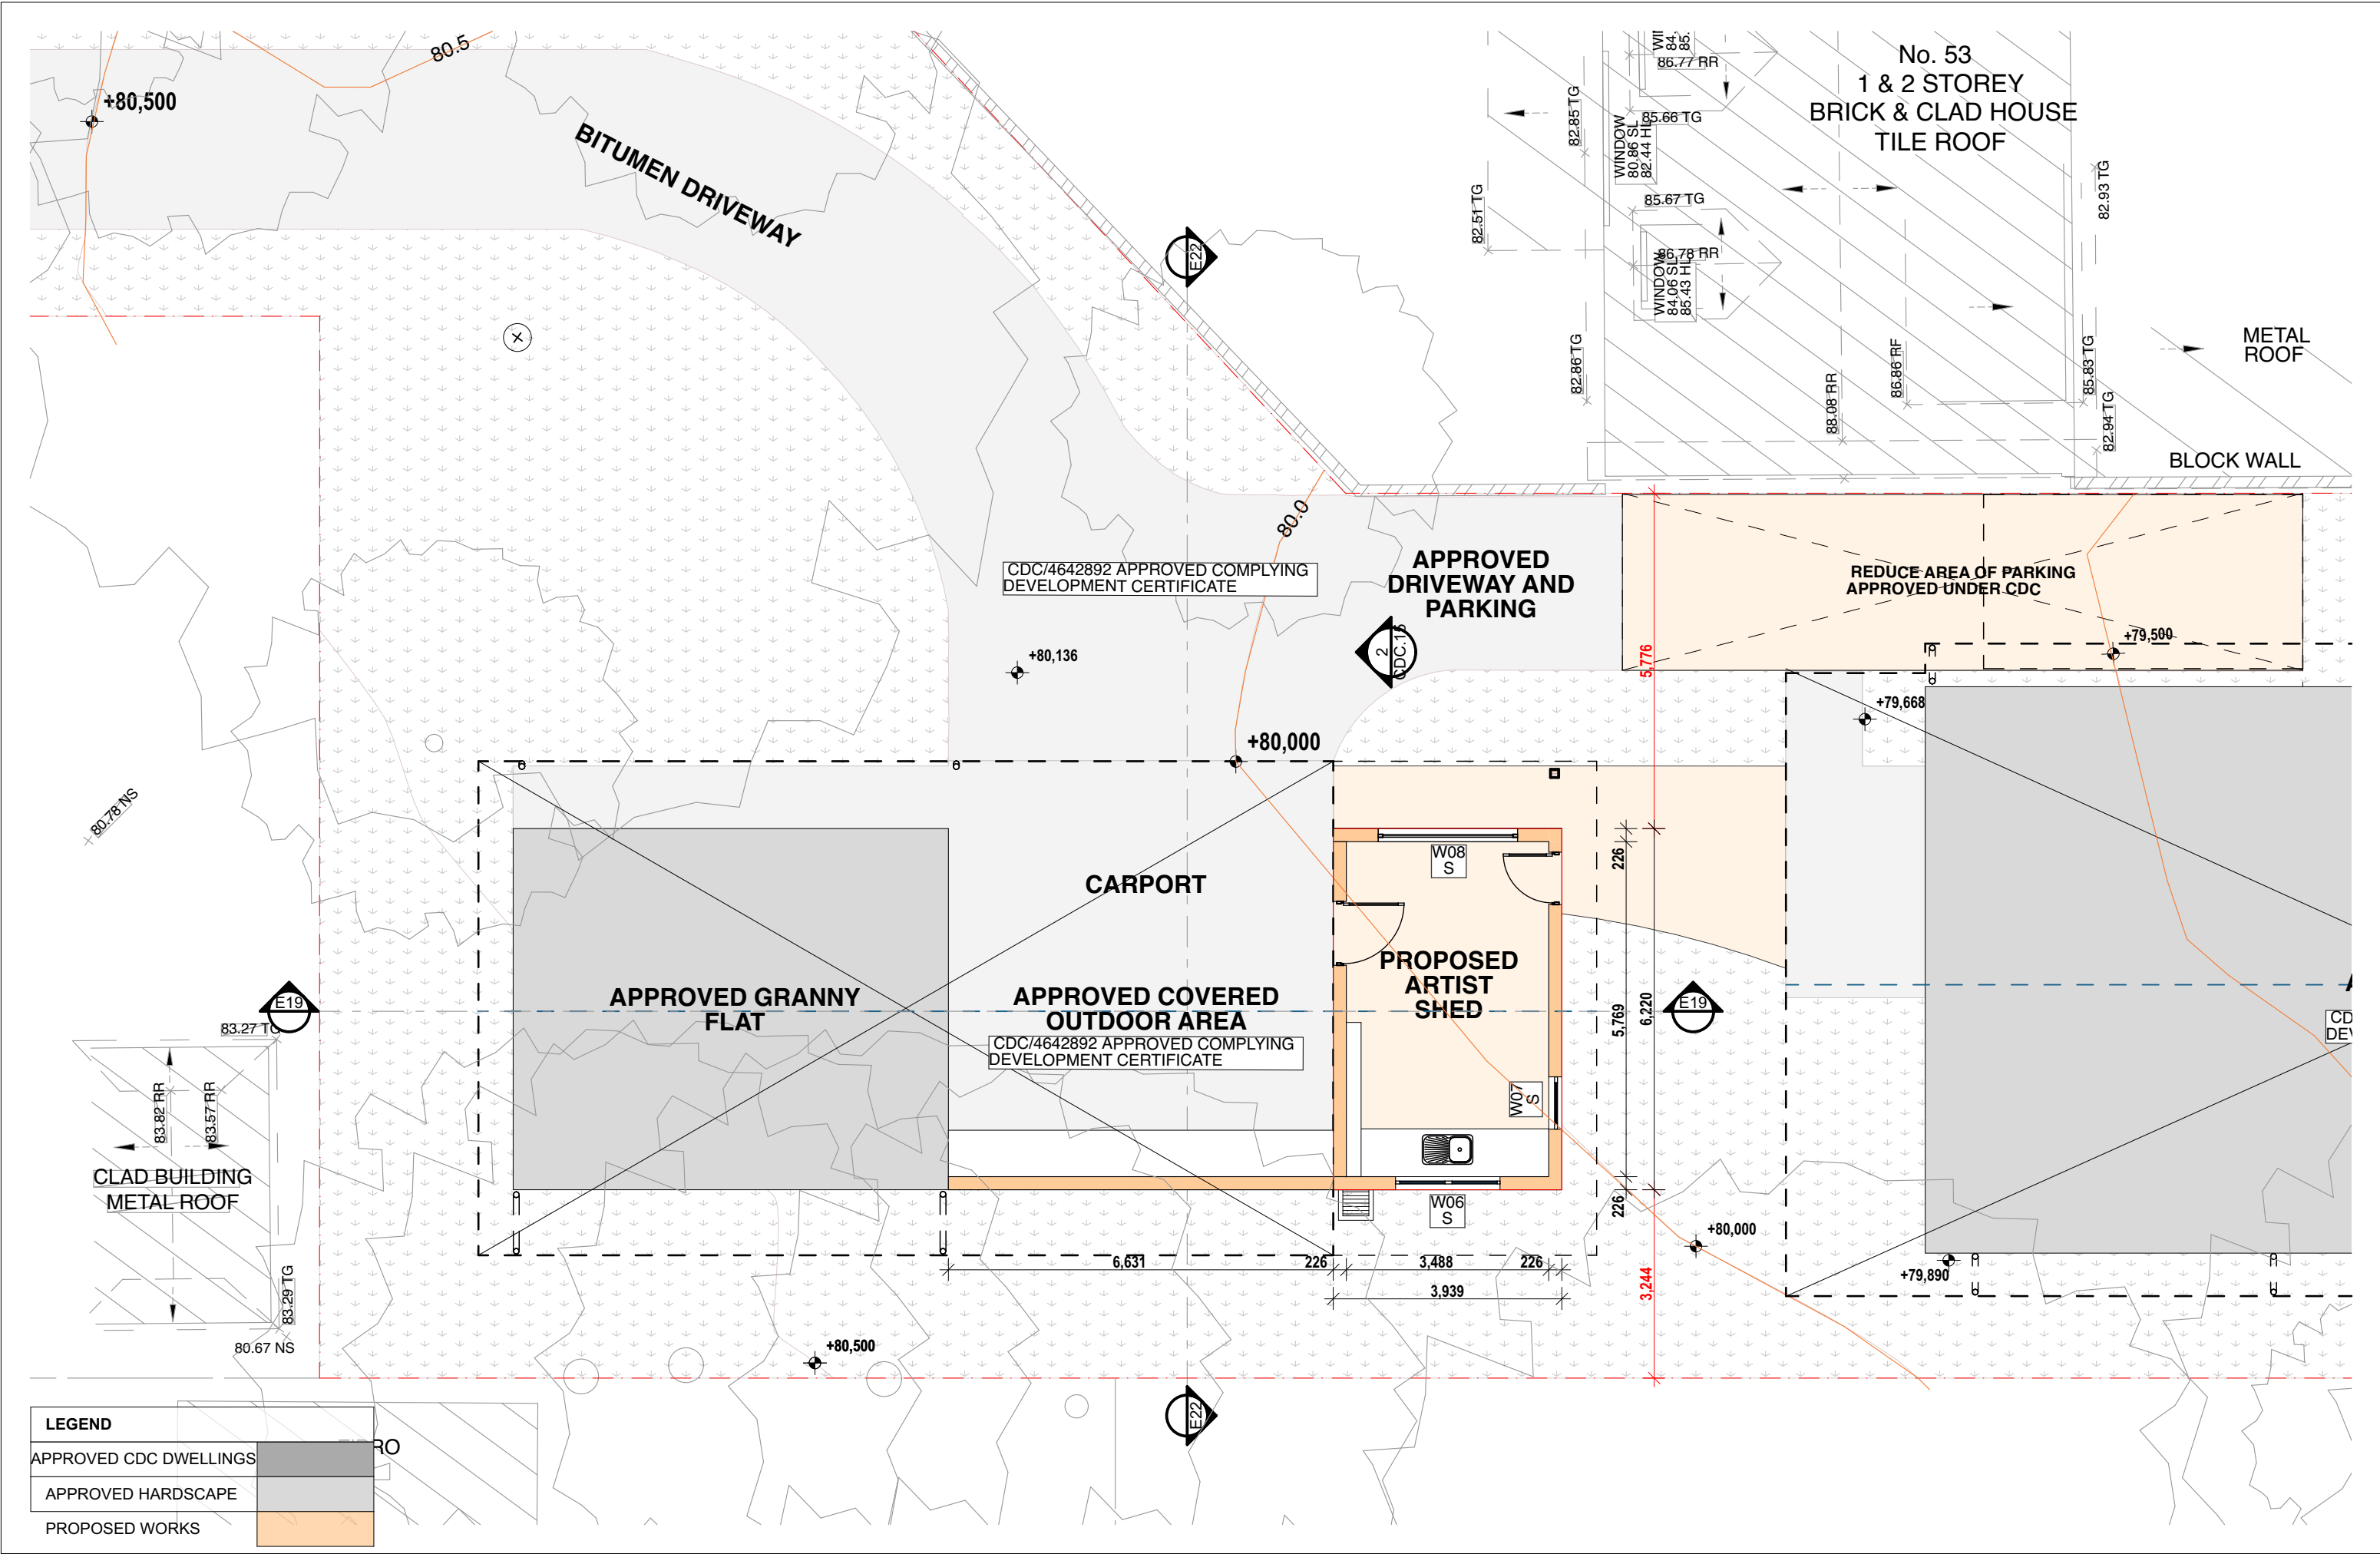 80.5
+80,500
BITUMEN DRIVEWAY
E22
86.77 RR
85.66 TG
82.85 TG
WINDOW
80.86 SL
82.44 HL
82.51 TG
85.67 TG
86.78 RR
WINDOW
84.06 SL
85.43 HL
No. 53
1 & 2 STOREY
BRICK & CLAD HOUSE
TILE ROOF
82.93 TG
82.86 TG
88.08 RR
86.86 RF
85.83 TG
82.94 TG
METAL
ROOF
BLOCK WALL
80.0
CDC/4642892 APPROVED COMPLYING
DEVELOPMENT CERTIFICATE
APPROVED
DRIVEWAY AND
PARKING
REDUCE AREA OF PARKING
APPROVED UNDER CDC
+79,500
+80,136
2
CDC.15
5,776
+79,668
+80,000
80.78 NS
W08
S
226
CARPORT
PROPOSED
ARTIST
SHED
APPROVED GRANNY
FLAT
APPROVED COVERED
OUTDOOR AREA
CDC/4642892 APPROVED COMPLYING
DEVELOPMENT CERTIFICATE
E19
E19
5,769
6,220
83.27 TG
83.82 RR
83.57 RR
W07
S
CLAD BUILDING
METAL ROOF
W06
S
226
+80,000
83.29 TG
80.67 NS
6,631
226
3,488
226
3,939
3,244
+79,890
+80,500
E22
LEGEND
APPROVED CDC DWELLINGS
APPROVED HARDSCAPE
PROPOSED WORKS